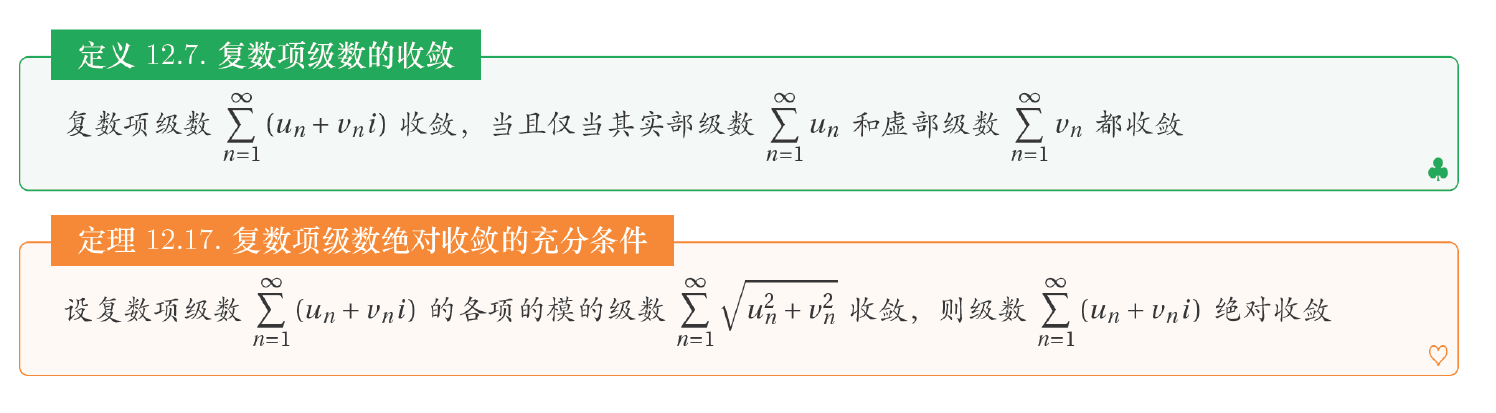 定义 12.7. 复数项级数的收敛
复数项级数 $\sum_{n=1}^{\infty} (u_n + v_n i)$ 收敛，当且仅当其实部级数 $\sum_{n=1}^{\infty} u_n$ 和虚部级数 $\sum_{n=1}^{\infty} v_n$ 都收敛
定理 12.17. 复数项级数绝对收敛的充分条件
设复数项级数 $\sum_{n=1}^{\infty} (u_n + v_n i)$ 的各项的模的级数 $\sum_{n=1}^{\infty} \sqrt{u_n^2 + v_n^2}$ 收敛，则级数 $\sum_{n=1}^{\infty} (u_n + v_n i)$ 绝对收敛